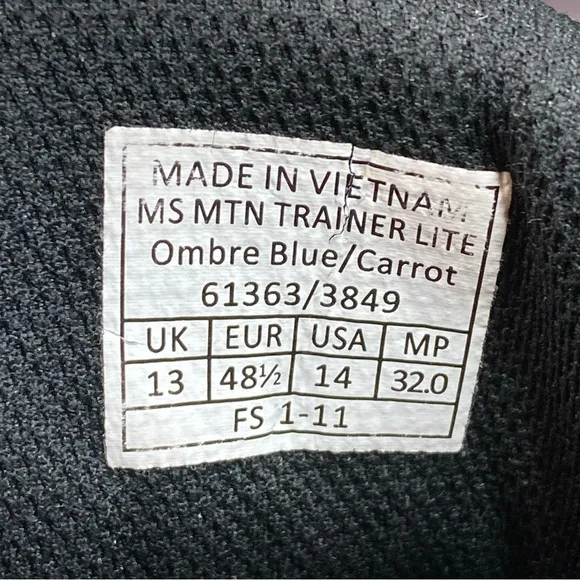 MADE IN VIETNAM
MS MTN TRAINER LITE
Ombre Blue/Carrot
61363/3849
UK EUR USA MP
13 48½ 14 32.0
FS 1-11